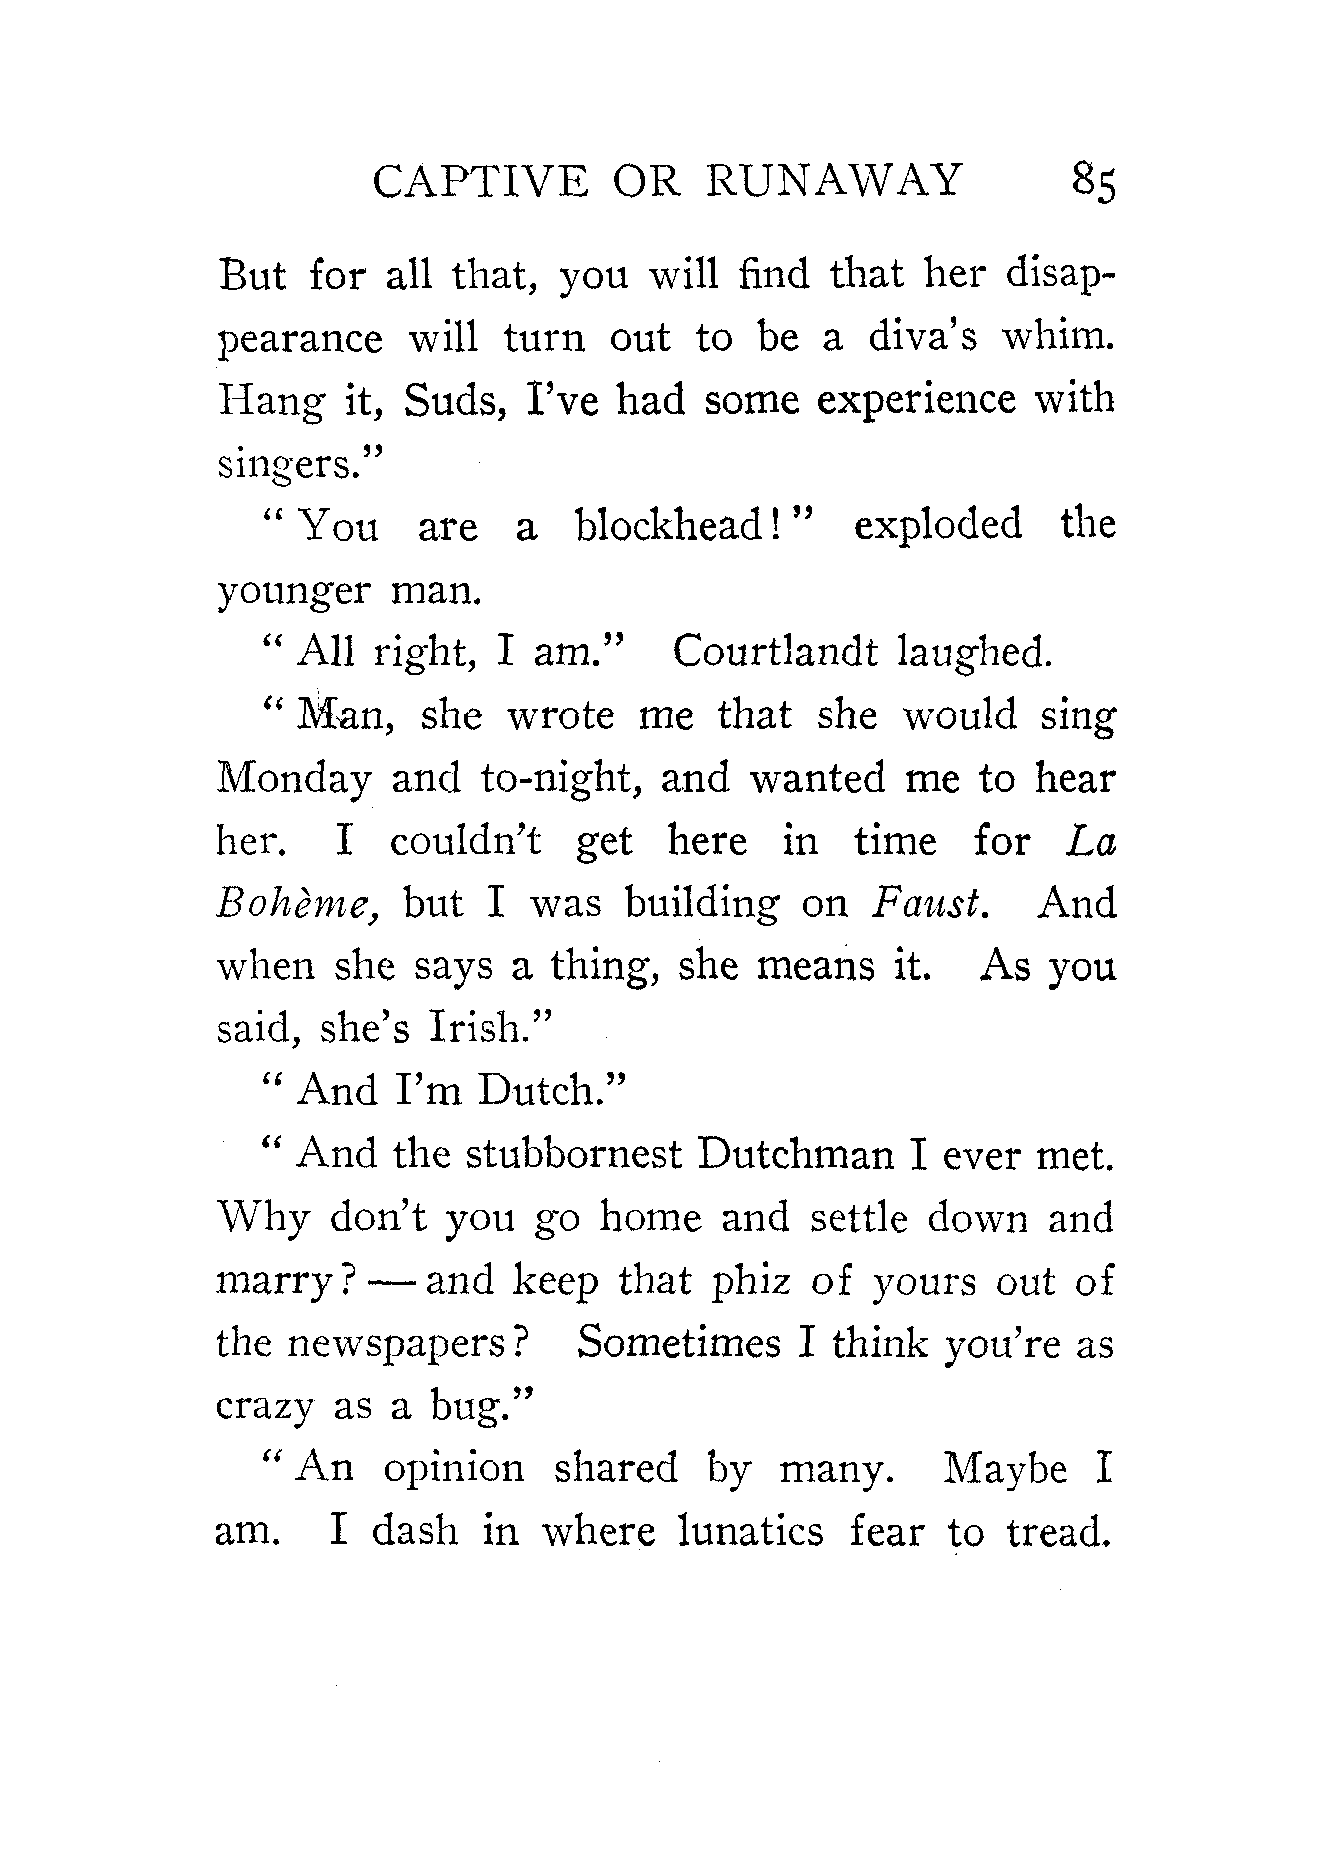 CAPTIVE OR RUNAWAY 85
But for all that, you will find that her disap-
pearance will turn out to be a diva's whim.
Hang it, Suds, I've had some experience with
singers."
" You are a blockhead! " exploded the
younger man.
" All right, I am." Courtlandt laughed.
" Man, she wrote me that she would sing
Monday and to-night, and wanted me to hear
her. I couldn't get here in time for La
Bohème, but I was building on Faust. And
when she says a thing, she means it. As you
said, she's Irish."
" And I'm Dutch."
" And the stubbornest Dutchman I ever met.
Why don't you go home and settle down and
marry? — and keep that phiz of yours out of
the newspapers? Sometimes I think you're as
crazy as a bug."
" An opinion shared by many. Maybe I
am. I dash in where lunatics fear to tread.